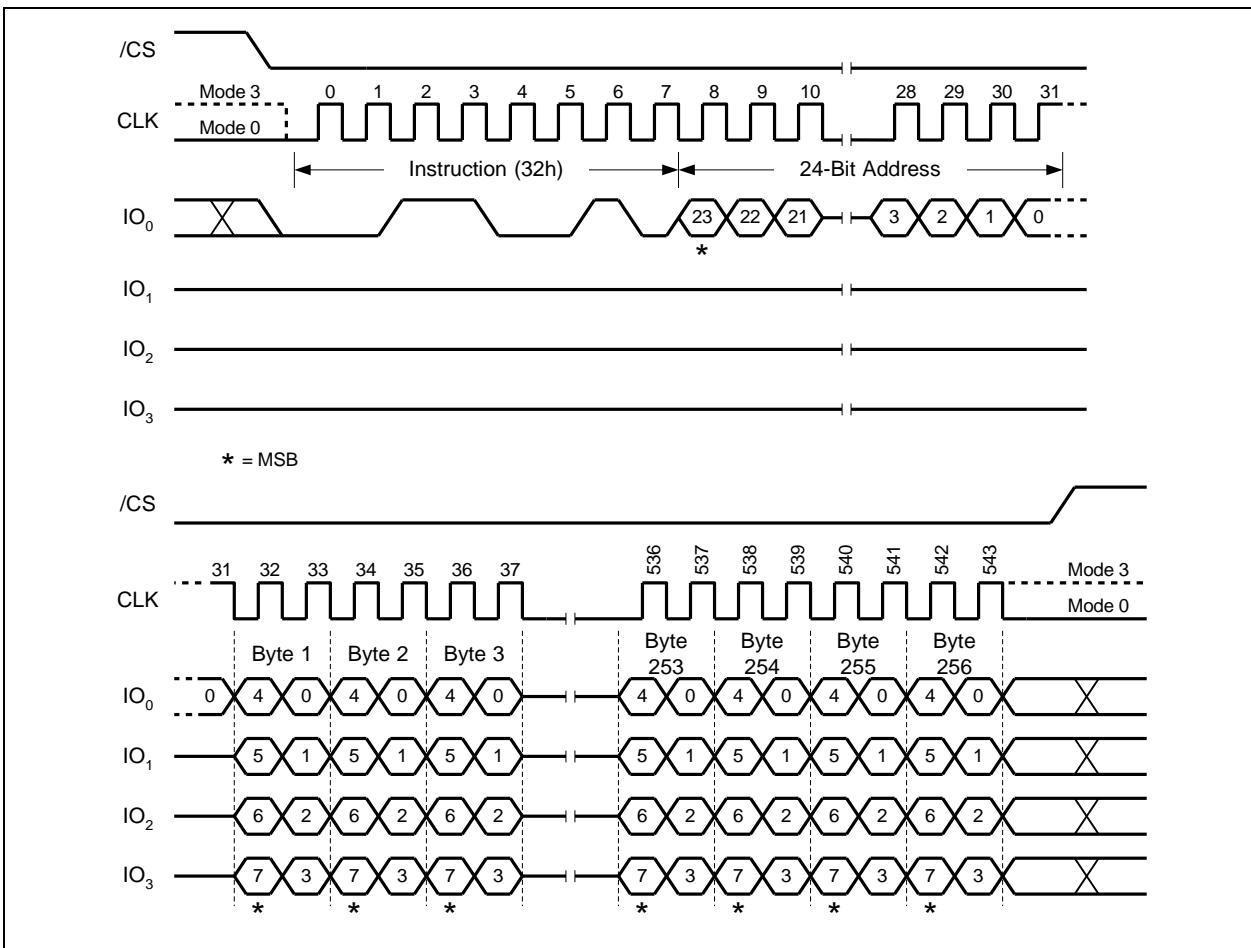 /CS
Mode 3 0 1 2 3 4 5 6 7 8 9 10 28 29 30 31
CLK
Mode 0
Instruction (32h) 24-Bit Address
IO0 23 22 21 3 2 1 0
*
IO1
IO2
IO3
* = MSB
/CS
31 32 33 34 35 36 37 536 537 538 539 540 541 542 543 Mode 3
CLK
Mode 0
Byte 1 Byte 2 Byte 3 Byte 253 Byte 254 Byte 255 Byte 256
IO0 0 4 0 4 0 4 0 4 0 4 0 4 0 4 0
IO1 5 1 5 1 5 1 5 1 5 1 5 1 5 1
IO2 6 2 6 2 6 2 6 2 6 2 6 2 6 2
IO3 7 3 7 3 7 3 7 3 7 3 7 3 7 3
* * * * * * *